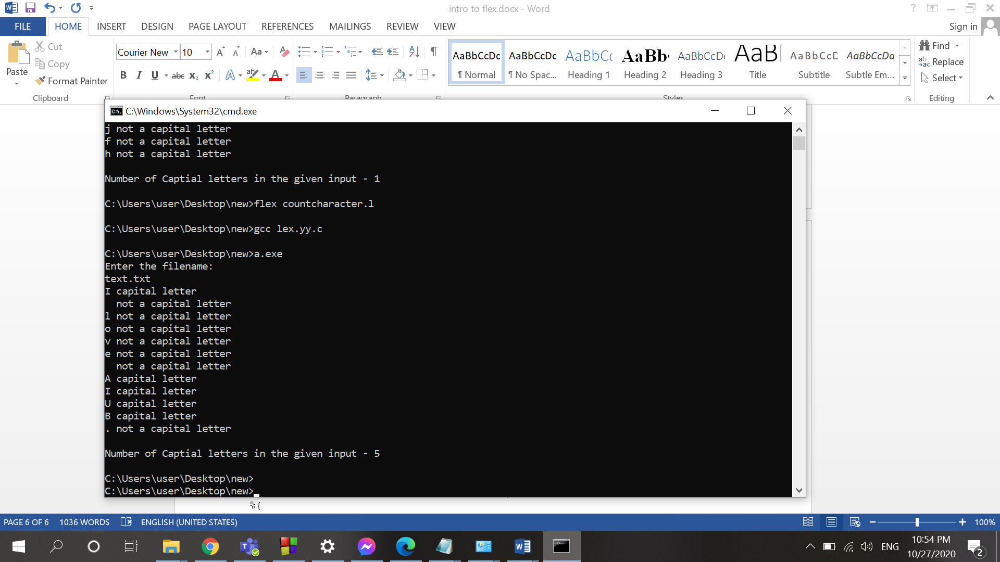 intro to flex.docx - Word
FILE HOME INSERT DESIGN PAGE LAYOUT REFERENCES MAILINGS REVIEW VIEW Sign in
Paste
Cut
Copy
Format Painter
Clipboard
Courier New 10
Font
Paragraph
AaBbCcDc AaBbCcDc AaBbCc AaBb AaBbCcDc AaB AaBbCcD AaBbCcDa
¶ Normal ¶ No Spac... Heading 1 Heading 2 Heading 3 Title Subtitle Subtle Em...
Styles
Find
Replace
Select
Editing
C:\Windows\System32\cmd.exe
j not a capital letter
f not a capital letter
h not a capital letter
Number of Captial letters in the given input - 1
C:\Users\user\Desktop\new>flex countcharacter.l
C:\Users\user\Desktop\new>gcc lex.yy.c
C:\Users\user\Desktop\new>a.exe
Enter the filename:
text.txt
I capital letter
  not a capital letter
l not a capital letter
o not a capital letter
v not a capital letter
e not a capital letter
  not a capital letter
A capital letter
I capital letter
U capital letter
B capital letter
. not a capital letter
Number of Captial letters in the given input - 5
C:\Users\user\Desktop\new>
C:\Users\user\Desktop\new>
%{
PAGE 6 OF 6 1036 WORDS ENGLISH (UNITED STATES) 100%
ENG
10:54 PM
10/27/2020
2